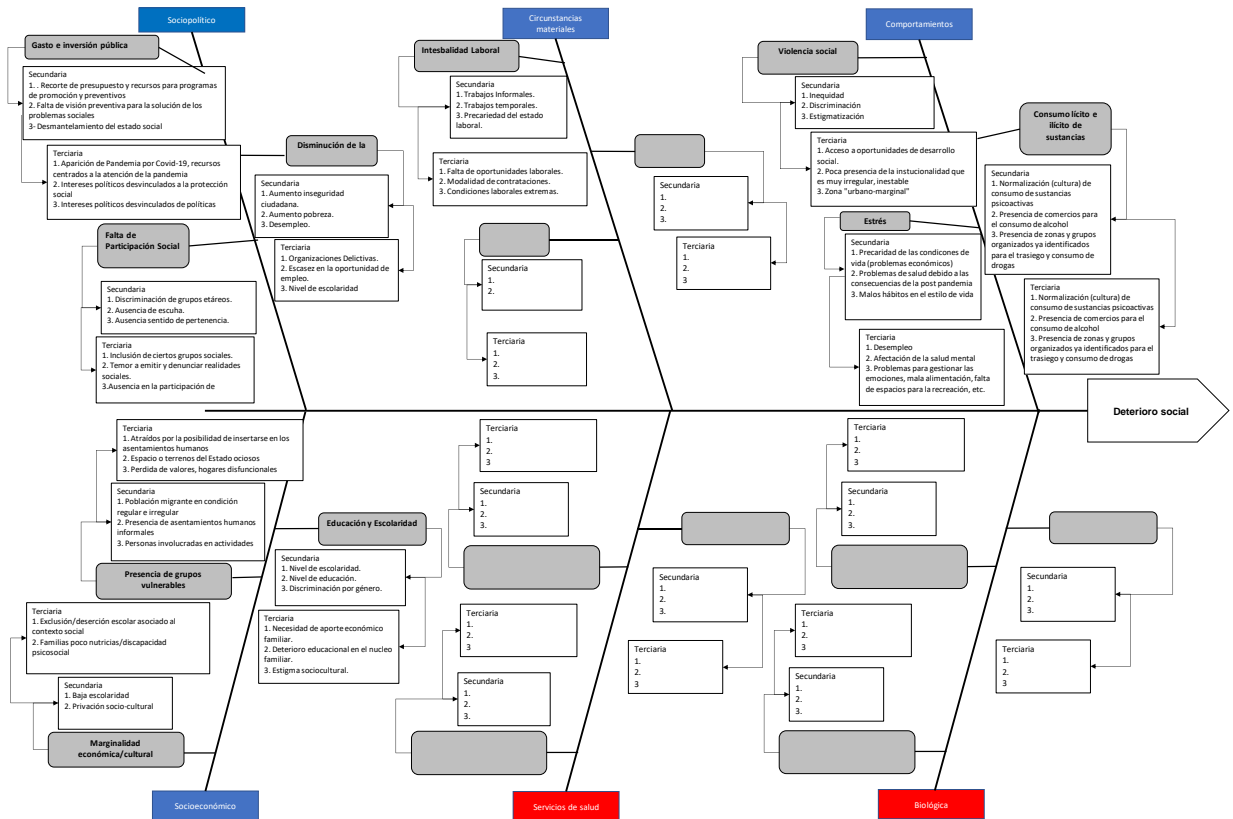 Sociopolítico
Gasto e inversión pública
Secundaria
1. . Recorte de presupuesto y recursos para programas
de promoción y preventivos
2. Falta de visión preventiva para la solución de los
problemas sociales
3- Desmantelamiento del estado social
Terciaria
1. Aparición de Pandemia por Covid-19, recursos
centrados a la atención de la pandemia
2. Intereses políticos desvinculados a la protección
social
3. Intereses políticos desvinculados de políticas
Disminución de la
Secundaria
1. Aumento inseguridad
ciudadana.
2. Aumento pobreza.
3. Desempleo.
Terciaria
1. Organizaciones Delictivas.
2. Escasez en la oportunidad de
empleo.
3. Nivel de escolaridad
Falta de
Participación Social
Secundaria
1. Discriminación de grupos etáreos.
2. Ausencia de escuha.
3. Ausencia sentido de pertenencia.
Terciaria
1. Inclusión de ciertos grupos sociales.
2. Temor a emitir y denunciar realidades
sociales.
3.Ausencia en la participación de
Circunstancias
materiales
Intesbalidad Laboral
Secundaria
1. Trabajos Informales.
2. Trabajos temporales.
3. Precariedad del estado
laboral.
Terciaria
1. Falta de oportunidades laborales.
2. Modalidad de contrataciones.
3. Condiciones laborales extremas.
Secundaria
1.
2.
3.
Terciaria
1.
2.
3
Secundaria
1.
2.
Terciaria
1.
2.
3.
Comportamientos
Violencia social
Secundaria
1. Inequidad
2. Discriminación
3. Estigmatización
Terciaria
1. Acceso a oportunidades de desarrollo
social.
2. Poca presencia de la instucionalidad que
es muy irregular, inestable
3. Zona "urbano-marginal"
Consumo lícito e
ilícito de
sustancias
Secundaria
1. Normalización (cultura) de
consumo de sustancias
psicoactivas
2. Presencia de comercios para
el consumo de alcohol
3. Presencia de zonas y grupos
organizados ya identificados
para el trasiego y consumo de
drogas
Terciaria
1. Normalización (cultura) de
consumo de sustancias psicoactivas
2. Presencia de comercios para el
consumo de alcohol
3. Presencia de zonas y grupos
organizados ya identificados para el
trasiego y consumo de drogas
Estrés
Secundaria
1. Precaridad de las condicones de
vida (problemas económicos)
2. Problemas de salud debido a las
consecuencias de la post pandemia
3. Malos hábitos en el estilo de vida
Terciaria
1. Desempleo
2. Afectación de la salud mental
3. Problemas para gestionar las
emociones, mala alimentación, falta
de espacios para la recreación, etc.
Deterioro social
Terciaria
1. Atraídos por la posibilidad de insertarse en los
asentamientos humanos
2. Espacio o terrenos del Estado ociosos
3. Perdida de valores, hogares disfuncionales
Secundaria
1. Población migrante en condición
regular e irregular
2. Presencia de asentamientos humanos
informales
3. Personas involucradas en actividades
Presencia de grupos
vulnerables
Educación y Escolaridad
Secundaria
1. Nivel de escolaridad.
2. Nivel de educación.
3. Discriminación por género.
Terciaria
1. Necesidad de aporte económico
familiar.
2. Deterioro educacional en el nucleo
familiar.
3. Estigma sociocultural.
Terciaria
1. Exclusión/deserción escolar asociado al
contexto social
2. Familias poco nutricias/discapacidad
psicosocial
Secundaria
1. Baja escolaridad
2. Privación socio-cultural
Marginalidad
económica/cultural
Socioeconómico
Terciaria
1.
2.
3
Secundaria
1.
2.
3.
Secundaria
1.
2.
3.
Terciaria
1.
2.
3
Terciaria
1.
2.
3
Secundaria
1.
2.
3.
Servicios de salud
Terciaria
1.
2.
3
Secundaria
1.
2.
3.
Secundaria
1.
2.
3.
Terciaria
1.
2.
3
Terciaria
1.
2.
3
Secundaria
1.
2.
3.
Biológica